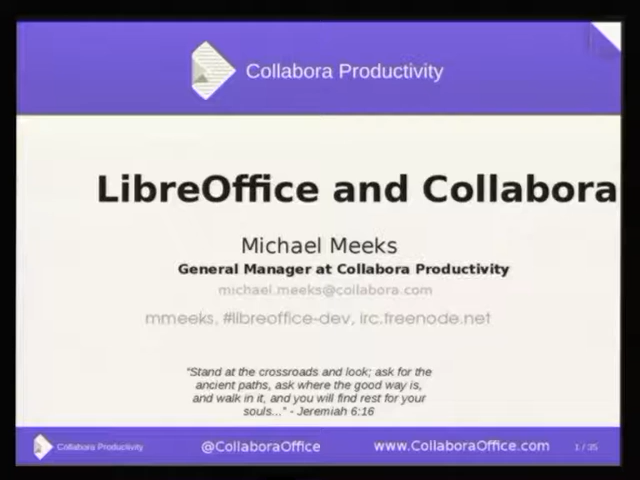 Collabora Productivity
LibreOffice and Collabora
Michael Meeks
General Manager at Collabora Productivity
michael.meeks@collabora.com
mmeeks, #libreoffice-dev, irc.freenode.net
“Stand at the crossroads and look; ask for the
ancient paths, ask where the good way is,
and walk in it, and you will find rest for your
souls...” - Jeremiah 6:16
Collabora Productivity
@CollaboraOffice
www.CollaboraOffice.com
1 / 35